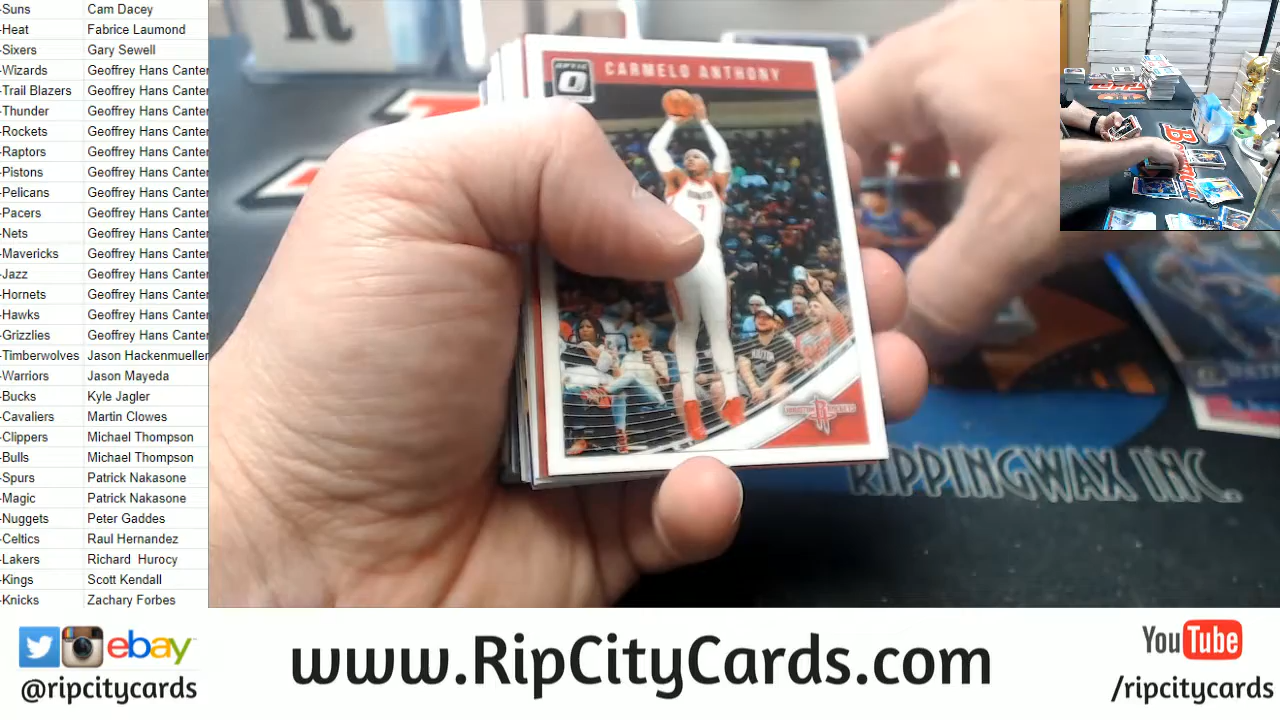 -Suns Cam Dacey
-Heat Fabrice Laumond
-Sixers Gary Sewell
-Wizards Geoffrey Hans Canter
-Trail Blazers Geoffrey Hans Canter
-Thunder Geoffrey Hans Canter
-Rockets Geoffrey Hans Canter
-Raptors Geoffrey Hans Canter
-Pistons Geoffrey Hans Canter
-Pelicans Geoffrey Hans Canter
-Pacers Geoffrey Hans Canter
-Nets Geoffrey Hans Canter
-Mavericks Geoffrey Hans Canter
-Jazz Geoffrey Hans Canter
-Hornets Geoffrey Hans Canter
-Hawks Geoffrey Hans Canter
-Grizzlies Geoffrey Hans Canter
-Timberwolves Jason Hackenmueller
-Warriors Jason Mayeda
-Bucks Kyle Jagler
-Cavaliers Martin Clowes
-Clippers Michael Thompson
-Bulls Michael Thompson
-Spurs Patrick Nakasone
-Magic Patrick Nakasone
-Nuggets Peter Gaddes
-Celtics Raul Hernandez
-Lakers Richard Hurocy
-Kings Scott Kendall
-Knicks Zachary Forbes
OPTIC
CARMELO ANTHONY
7
RIPPINGWAX INC.
ebay
@ripcitycards
www.RipCityCards.com
YouTube
/ripcitycards